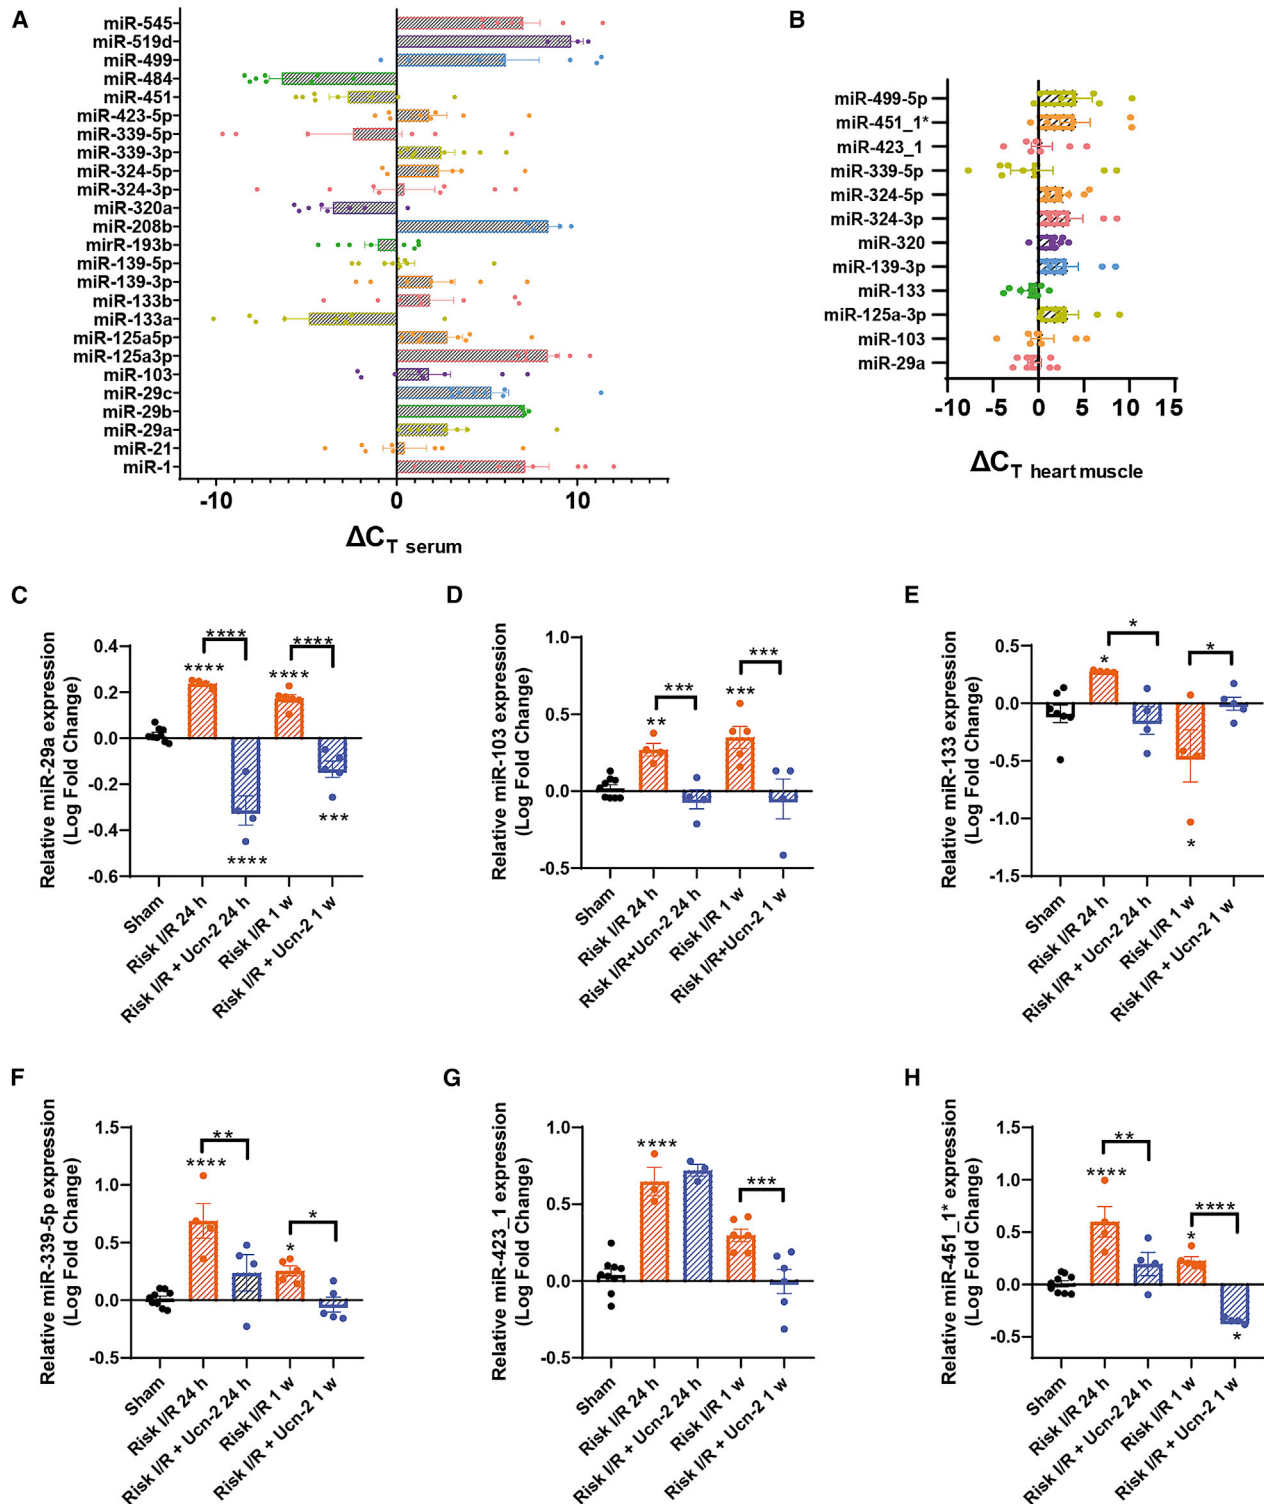 A
miR-545
miR-519d
miR-499
miR-484
miR-451
miR-423-5p
miR-339-5p
miR-339-3p
miR-324-5p
miR-324-3p
miR-320a
miR-208b
mirR-193b
miR-139-5p
miR-139-3p
miR-133b
miR-133a
miR-125a5p
miR-125a3p
miR-103
miR-29c
miR-29b
miR-29a
miR-21
miR-1
-10 0 10
ΔCT serum
B
miR-499-5p
miR-451_1*
miR-423_1
miR-339-5p
miR-324-5p
miR-324-3p
miR-320
miR-139-3p
miR-133
miR-125a-3p
miR-103
miR-29a
-10 -5 0 5 10 15
ΔCT heart muscle
C
Relative miR-29a expression
(Log Fold Change)
0.4
0.2
0.0
-0.2
-0.4
-0.6
**** ****
**** ****
***
****
Sham
Risk I/R 24 h
Risk I/R + Ucn-2 24 h
Risk I/R 1 w
Risk I/R + Ucn-2 1 w
D
Relative miR-103 expression
(Log Fold Change)
1.0
0.5
0.0
-0.5
***
*** ***
**
Sham
Risk I/R 24 h
Risk I/R+Ucn-2 24 h
Risk I/R 1 w
Risk I/R+Ucn-2 1 w
E
Relative miR-133 expression
(Log Fold Change)
0.5
0.0
-0.5
-1.0
-1.5
*
* *
*
Sham
Risk I/R 24 h
Risk I/R + Ucn-2 24 h
Risk I/R 1 w
Risk I/R + Ucn-2 1 w
F
Relative miR-339-5p expression
(Log Fold Change)
1.5
1.0
0.5
0.0
-0.5
**
****
*
*
Sham
Risk I/R 24 h
Risk I/R + Ucn-2 24 h
Risk I/R 1 w
Risk I/R + Ucn-2 1 w
G
Relative miR-423_1 expression
(Log Fold Change)
1.0
0.5
0.0
-0.5
****
***
Sham
Risk I/R 24 h
Risk I/R + Ucn-2 24 h
Risk I/R 1 w
Risk I/R + Ucn-2 1 w
H
Relative miR-451_1* expression
(Log Fold Change)
1.5
1.0
0.5
0.0
-0.5
**
****
****
*
*
Sham
Risk I/R 24 h
Risk I/R + Ucn-2 24 h
Risk I/R 1 w
Risk I/R + Ucn-2 1 w